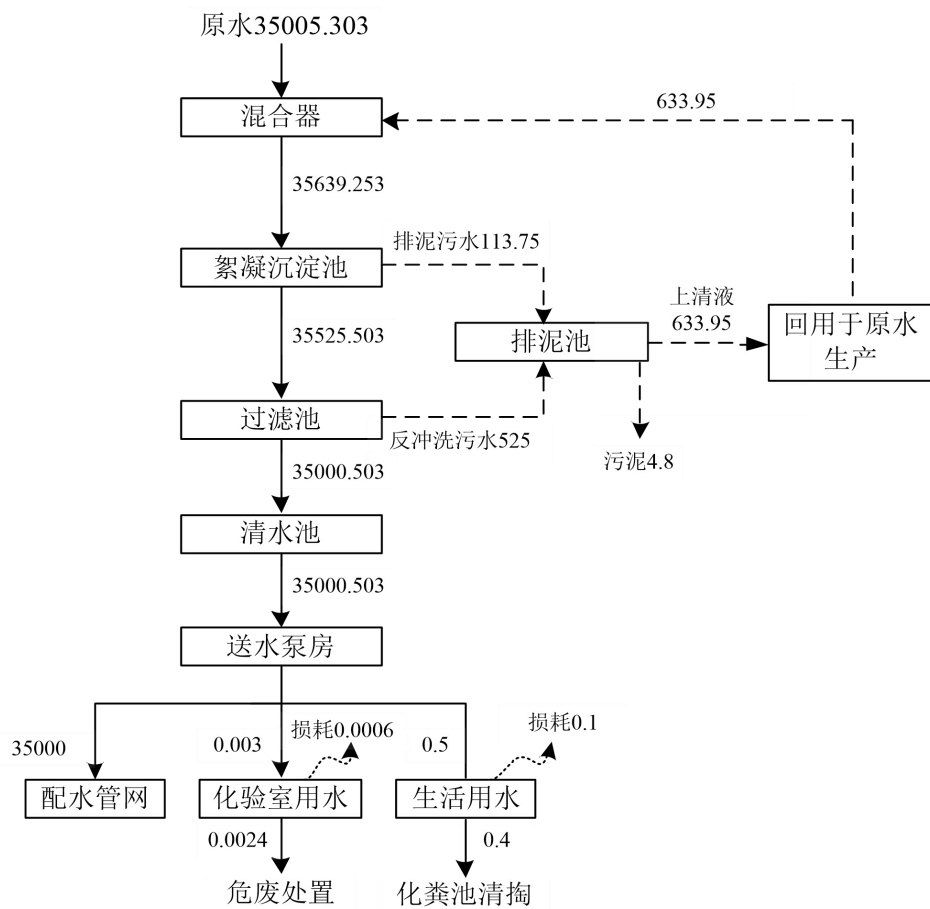 原水35005.303
混合器
633.95
35639.253
排泥污水113.75
絮凝沉淀池
上清液
633.95
回用于原水
生产
35525.503
排泥池
过滤池
反冲洗污水525
污泥4.8
35000.503
清水池
35000.503
送水泵房
35000
0.003
损耗0.0006
0.5
损耗0.1
配水管网
化验室用水
生活用水
0.0024
0.4
危废处置
化粪池清掏